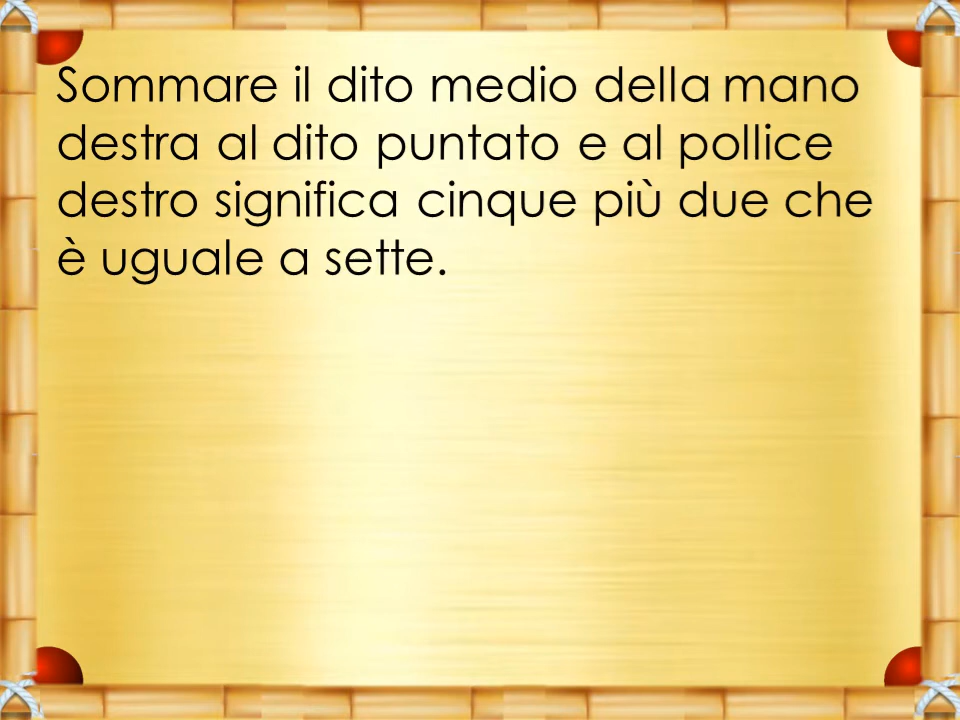 Sommare il dito medio della mano
destra al dito puntato e al pollice
destro significa cinque più due che
è uguale a sette.